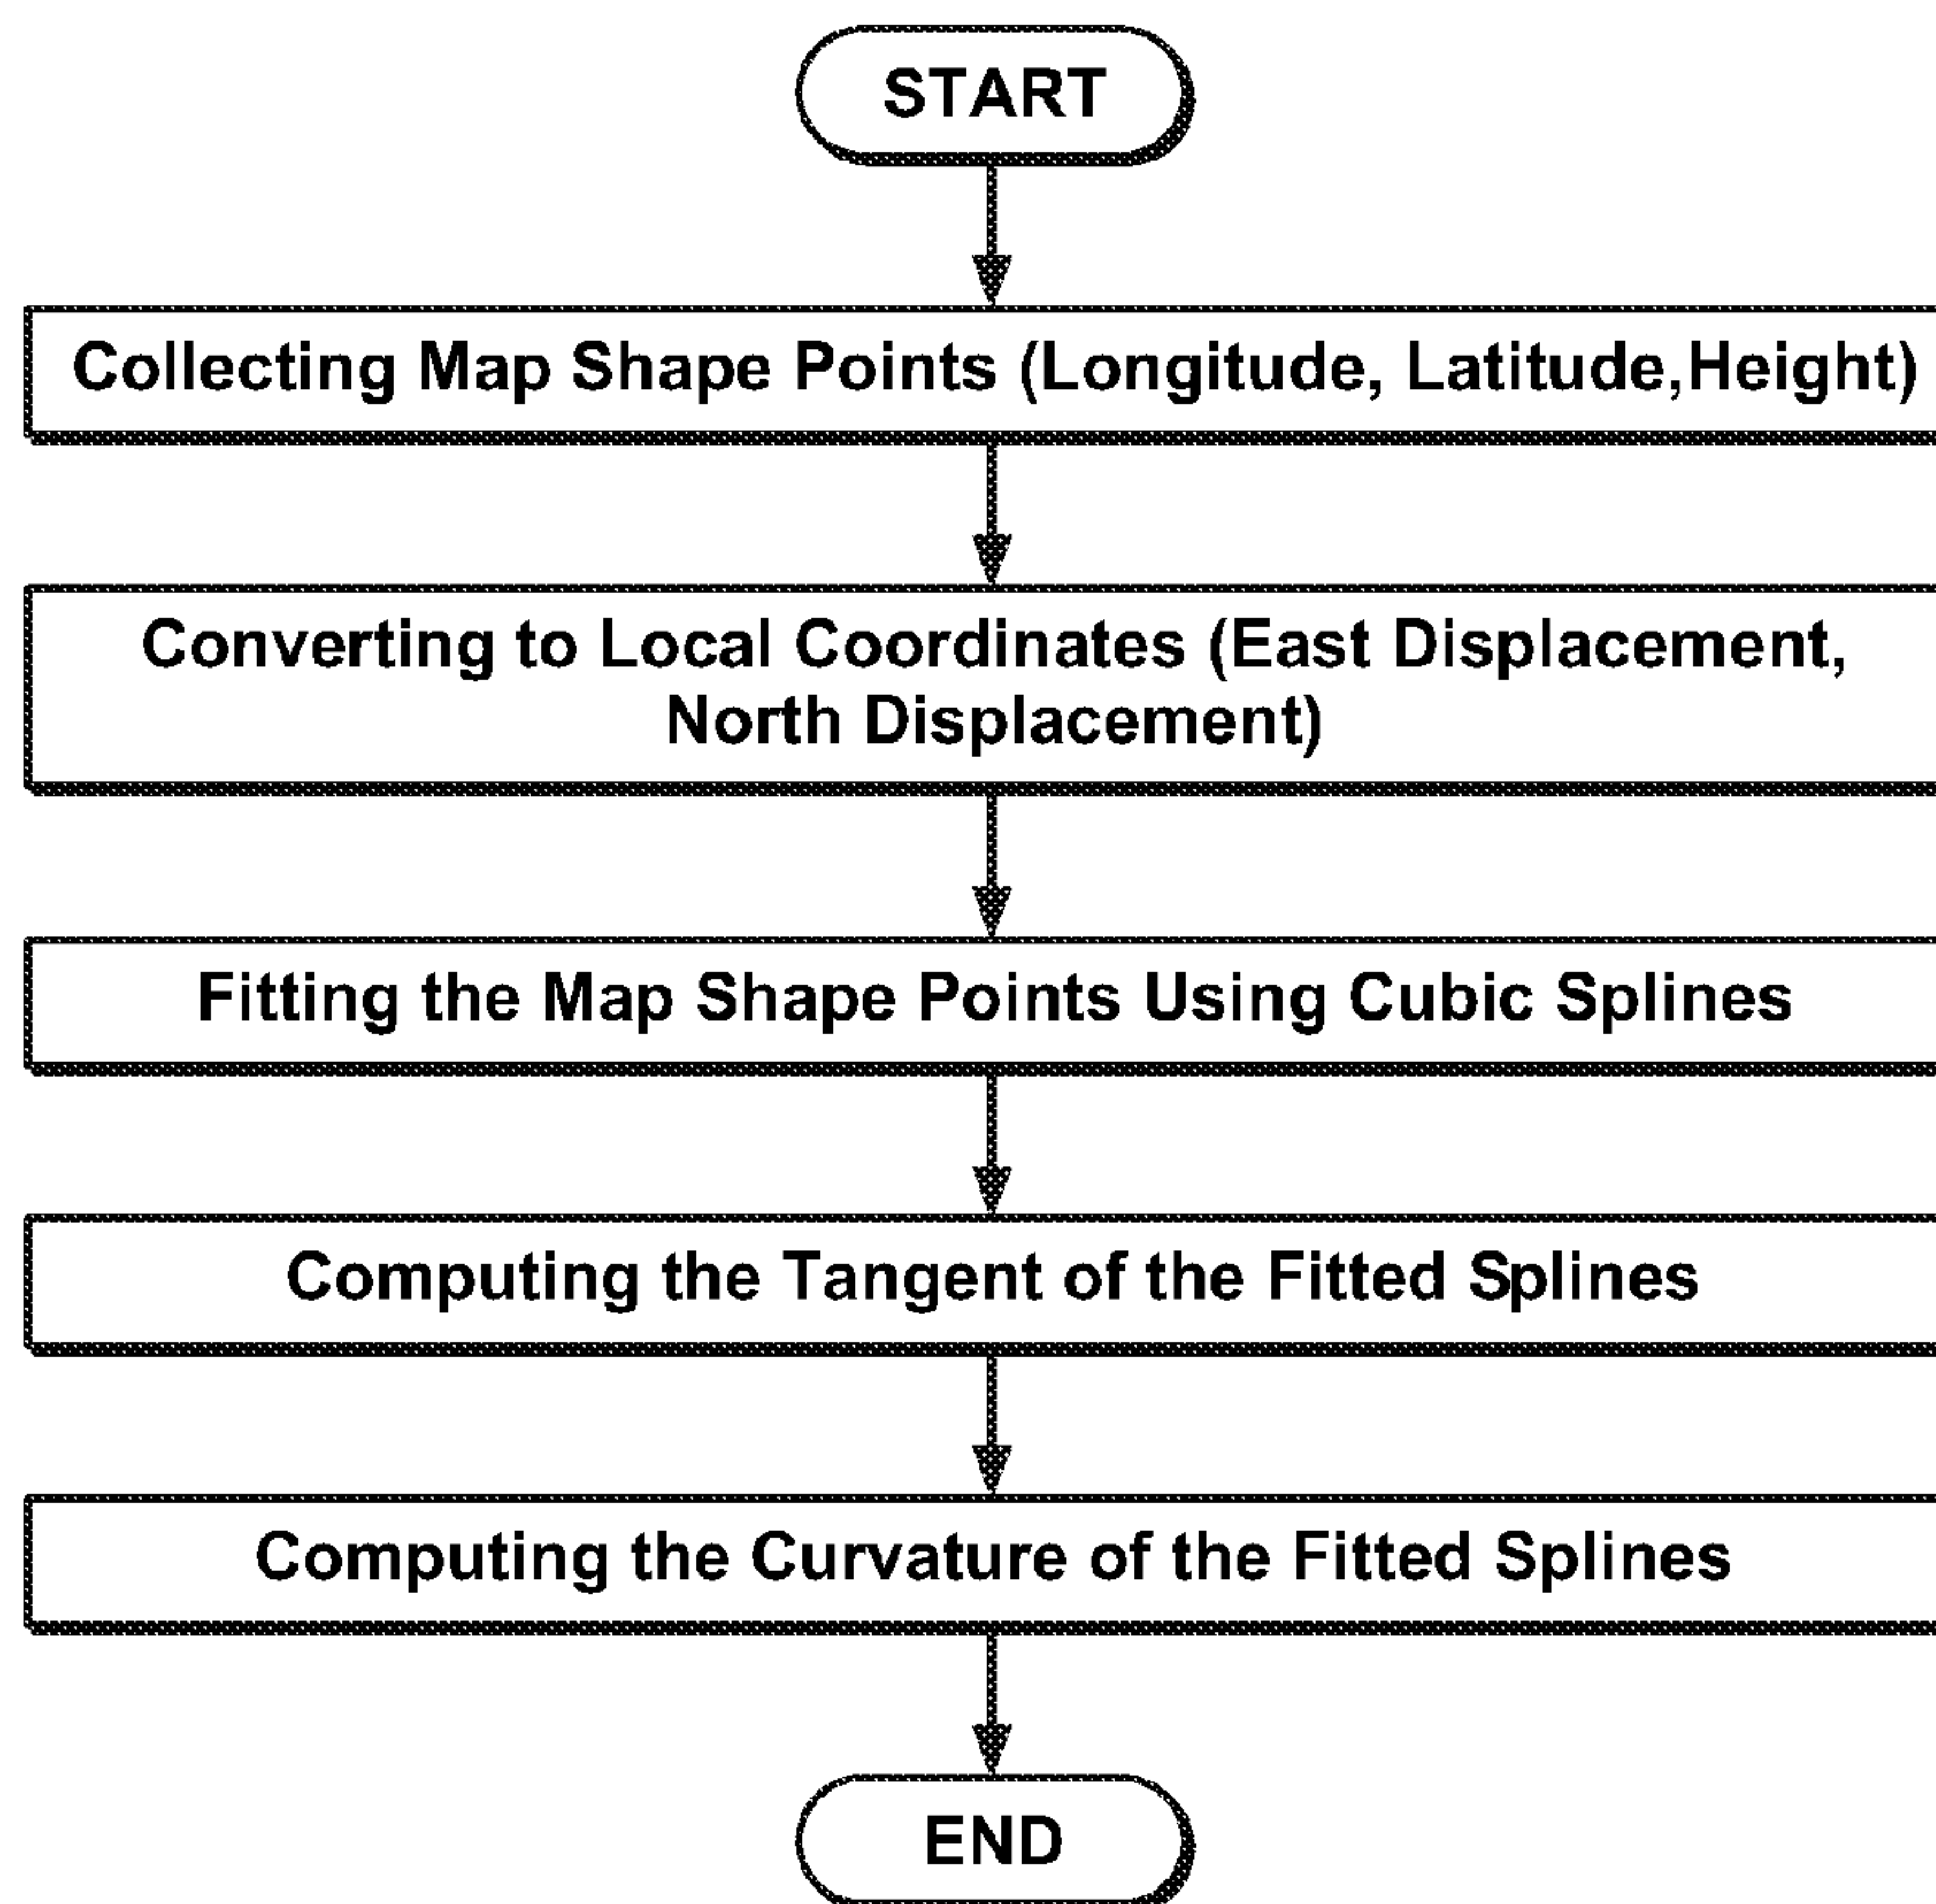 START
Collecting Map Shape Points (Longitude, Latitude,Height)
Converting to Local Coordinates (East Displacement,
North Displacement)
Fitting the Map Shape Points Using Cubic Splines
Computing the Tangent of the Fitted Splines
Computing the Curvature of the Fitted Splines
END